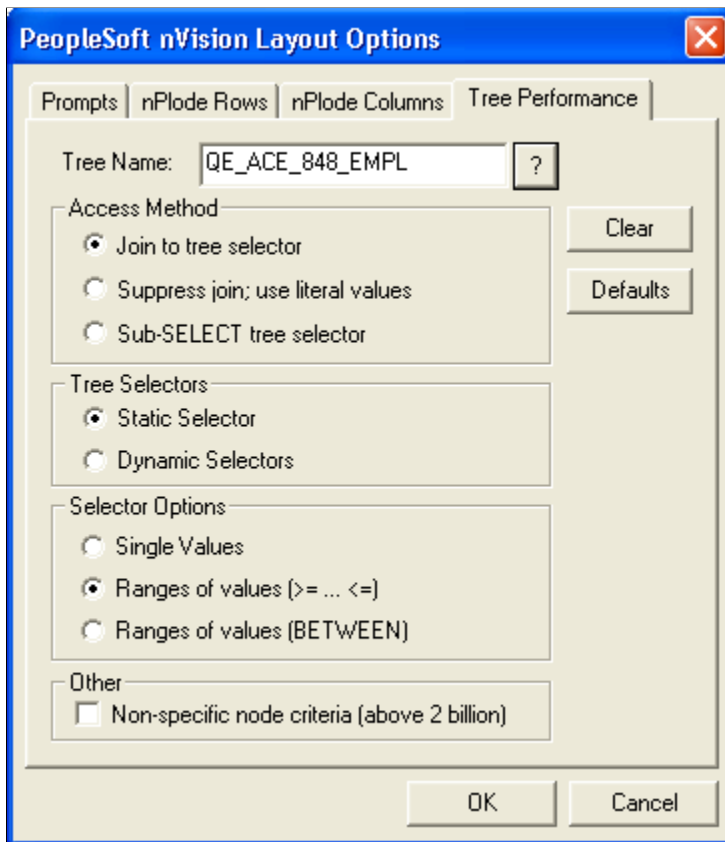 PeopleSoft nVision Layout Options
Prompts nPlode Rows nPlode Columns Tree Performance
Tree Name: QE_ACE_848_EMPL ?
Access Method
Join to tree selector
Suppress join; use literal values
Sub-SELECT tree selector
Clear
Defaults
Tree Selectors
Static Selector
Dynamic Selectors
Selector Options
Single Values
Ranges of values (>= ... <=)
Ranges of values (BETWEEN)
Other
Non-specific node criteria (above 2 billion)
OK Cancel